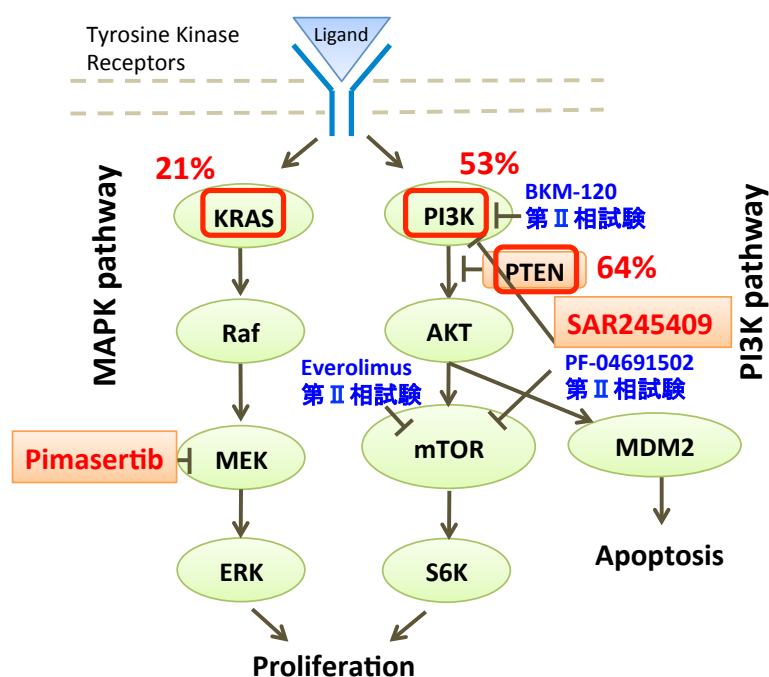 Tyrosine Kinase
Receptors
Ligand
MAPK pathway
PI3K pathway
21%
53%
KRAS
PI3K
BKM-120
第Ⅱ相試験
PTEN
64%
Raf
AKT
SAR245409
Everolimus
第Ⅱ相試験
PF-04691502
第Ⅱ相試験
Pimasertib
MEK
mTOR
MDM2
ERK
S6K
Apoptosis
Proliferation